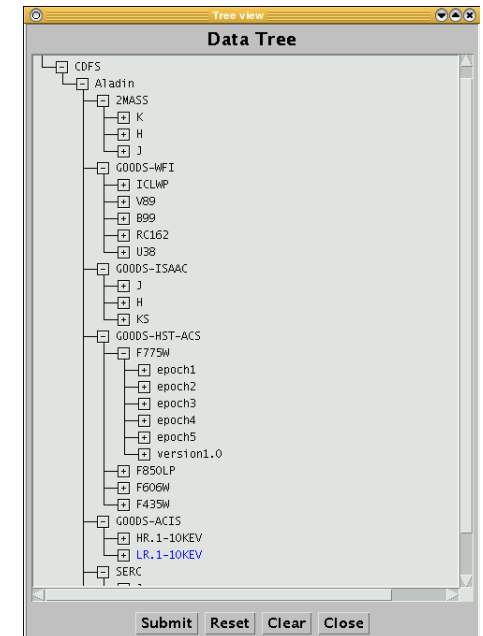 Tree view
Data Tree
CDFS
Aladin
2MASS
K
H
J
GOODS-WFI
ICLWP
V89
B99
RC162
U38
GOODS-ISAAC
J
H
KS
GOODS-HST-ACS
F775W
epoch1
epoch2
epoch3
epoch4
epoch5
version1.0
F850LP
F606W
F435W
GOODS-ACIS
HR.1-10KEV
LR.1-10KEV
SERC
Submit Reset Clear Close